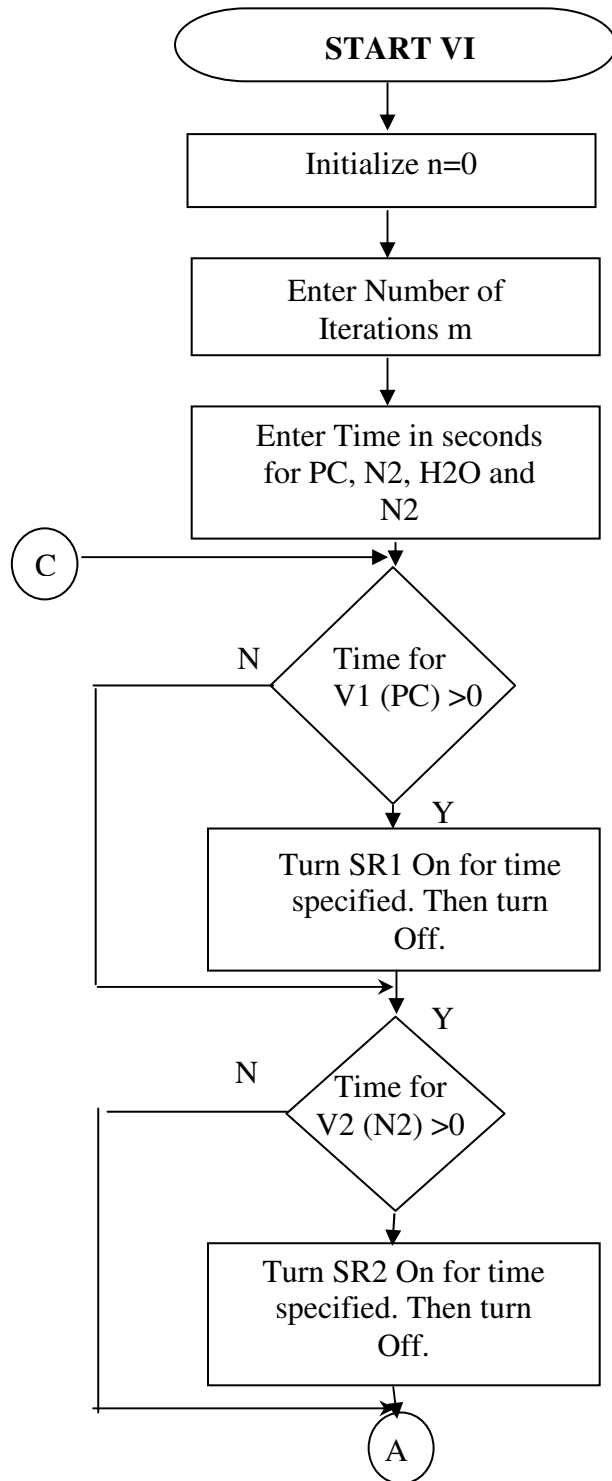 START VI
Initialize n=0
Enter Number of
Iterations m
Enter Time in seconds
for PC, N2, H2O and
N2
C
N
Time for
V1 (PC) >0
Y
Turn SR1 On for time
specified. Then turn
Off.
Y
N
Time for
V2 (N2) >0
Turn SR2 On for time
specified. Then turn
Off.
A